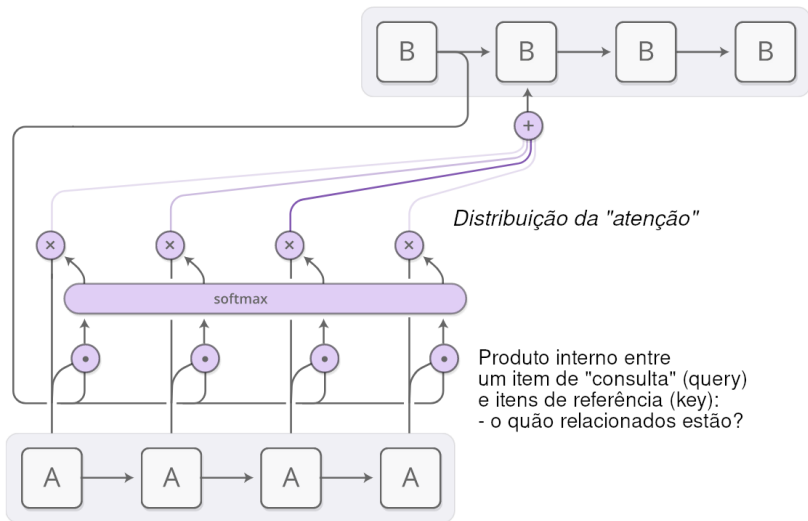 B B B B
+
Distribuição da "atenção"
× × × ×
softmax
Produto interno entre
um item de "consulta" (query)
e itens de referência (key):
- o quão relacionados estão?
A A A A